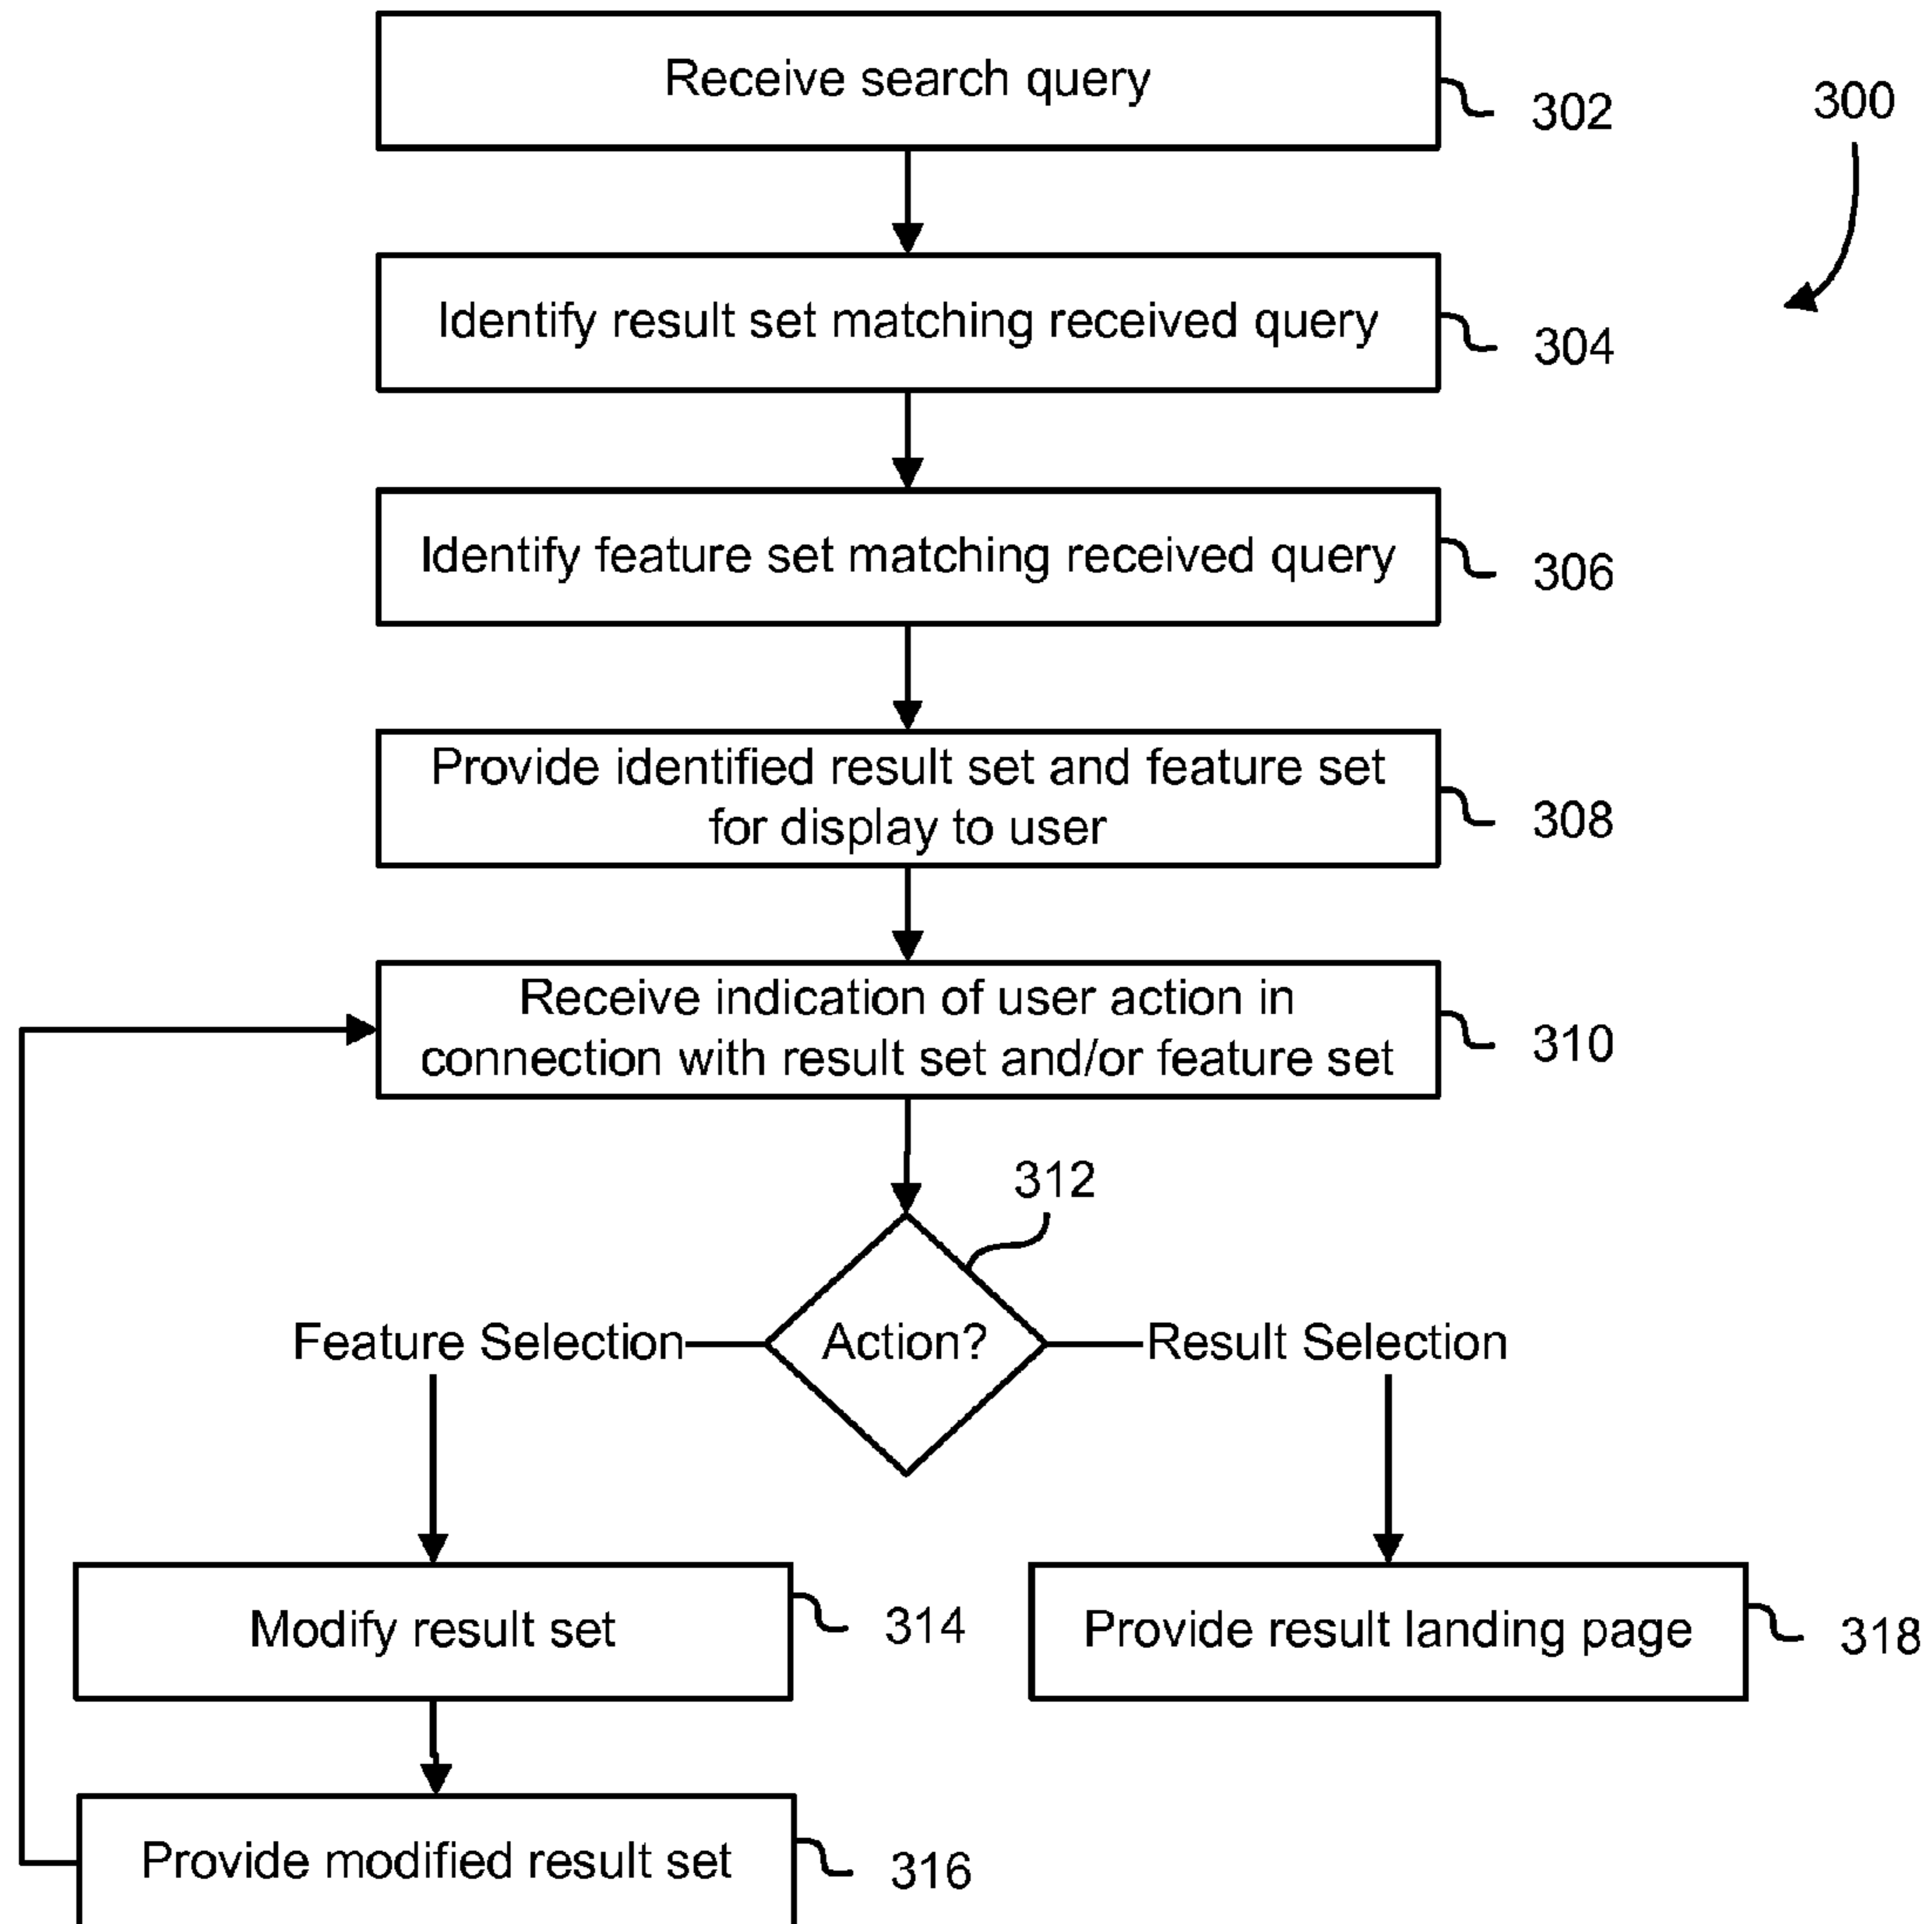 Receive search query
302
300
Identify result set matching received query
304
Identify feature set matching received query
306
Provide identified result set and feature set
for display to user
308
Receive indication of user action in
connection with result set and/or feature set
310
312
Feature Selection
Action?
Result Selection
Modify result set
314
Provide result landing page
318
Provide modified result set
316